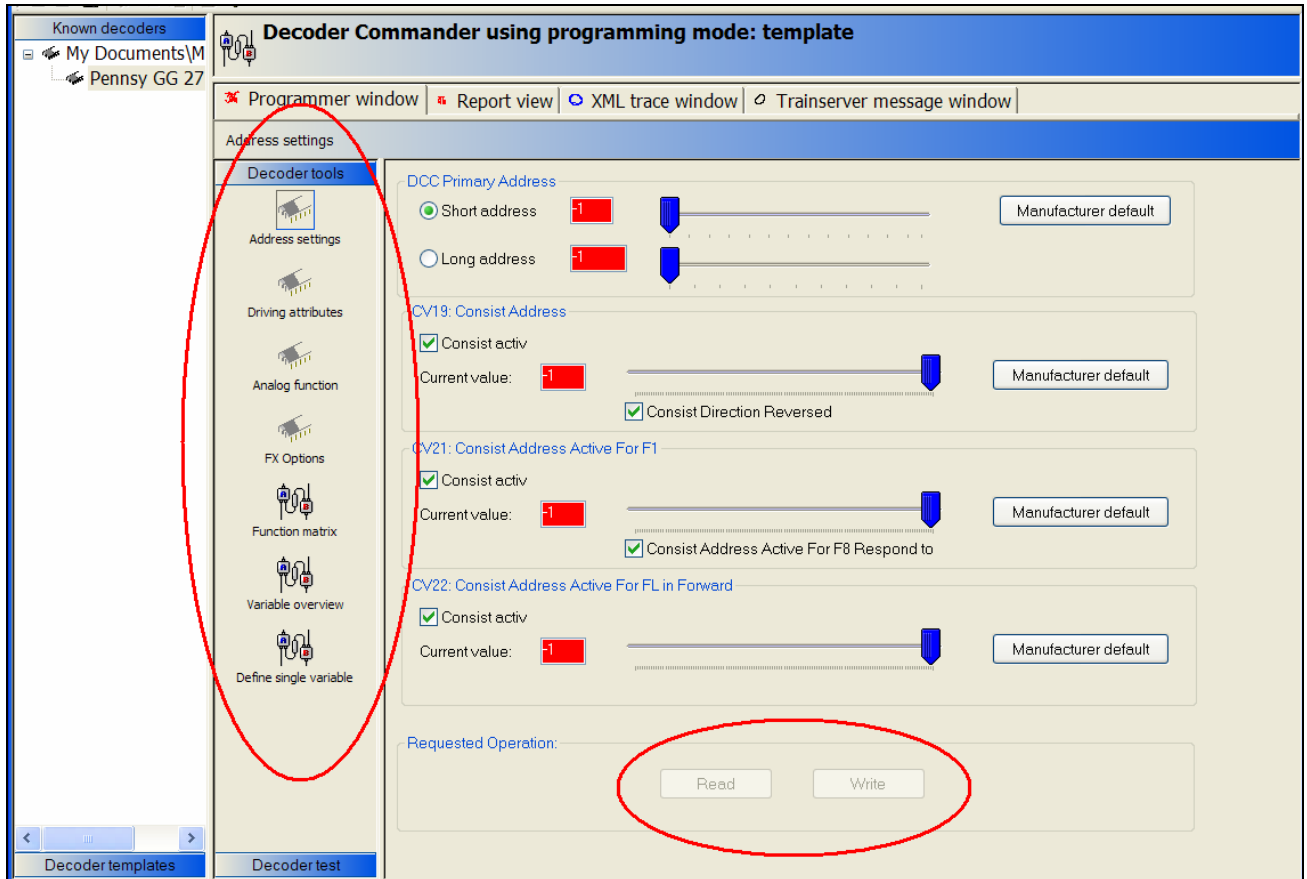 Known decoders
My Documents\M
Pennsy GG 27
Decoder Commander using programming mode: template
Programmer window
Report view
XML trace window
Trainserver message window
Address settings
Decoder tools
Address settings
Driving attributes
Analog function
FX Options
Function matrix
Variable overview
Define single variable
DCC Primary Address
Short address -1 Manufacturer default
Long address -1
CV19: Consist Address
Consist activ
Current value: -1 Manufacturer default
Consist Direction Reversed
CV21: Consist Address Active For F1
Consist activ
Current value: -1 Manufacturer default
Consist Address Active For F8 Respond to
CV22: Consist Address Active For FL in Forward
Consist activ
Current value: -1 Manufacturer default
Requested Operation:
Read Write
Decoder templates
Decoder test